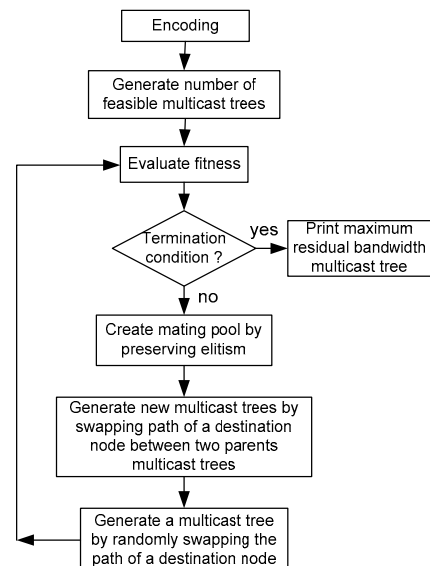 Encoding
Generate number of
feasible multicast trees
Evaluate fitness
Termination
condition ?
yes
Print maximum
residual bandwidth
multicast tree
no
Create mating pool by
preserving elitism
Generate new multicast trees by
swapping path of a destination
node between two parents
multicast trees
Generate a multicast tree
by randomly swapping the
path of a destination node